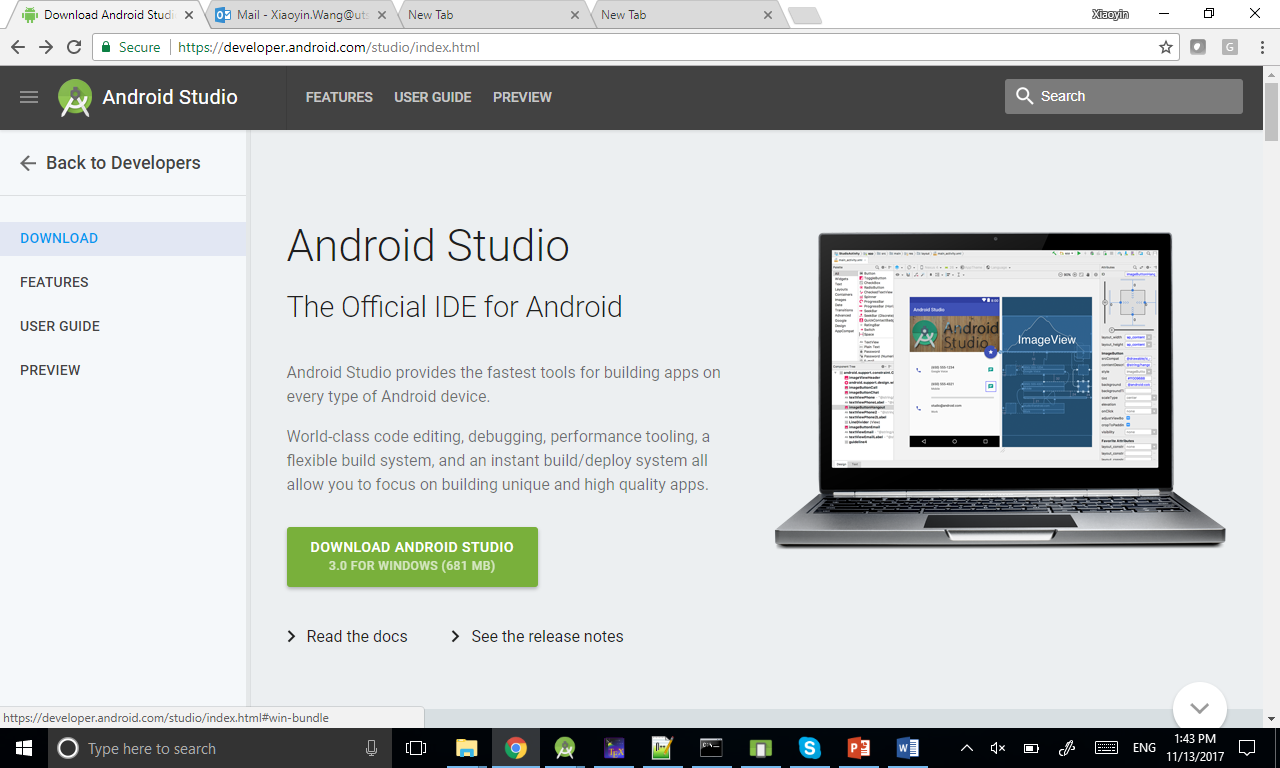 Download Android Studi
Mail - Xiaoyin.Wang@uts
New Tab
New Tab
Xiaoyin
Secure
https://developer.android.com/studio/index.html
G
Android Studio
FEATURES
USER GUIDE
PREVIEW
Search
Back to Developers
DOWNLOAD
FEATURES
USER GUIDE
PREVIEW
Android Studio
The Official IDE for Android
Android Studio provides the fastest tools for building apps on
every type of Android device.
World-class code editing, debugging, performance tooling, a
flexible build system, and an instant build/deploy system all
allow you to focus on building unique and high quality apps.
DOWNLOAD ANDROID STUDIO
3.0 FOR WINDOWS (681 MB)
Read the docs
See the release notes
Android Studio
Android
Studio
ImageView
https://developer.android.com/studio/index.html#win-bundle
Type here to search
ENG
1:43 PM
11/13/2017